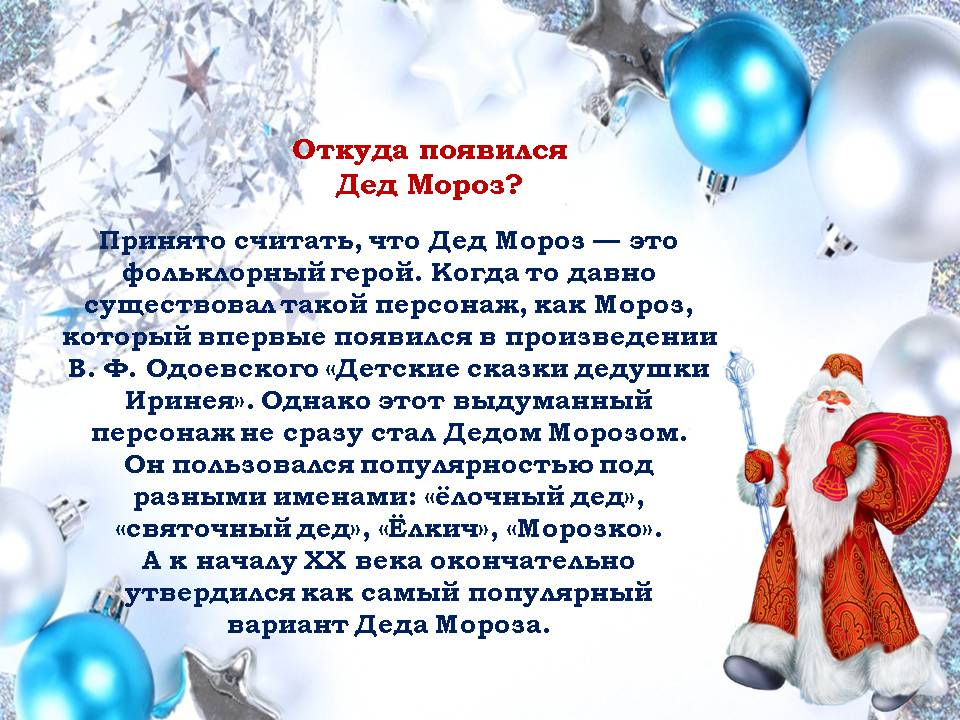 Откуда появился
Дед Мороз?
Принято считать, что Дед Мороз — это
фольклорный герой. Когда то давно
существовал такой персонаж, как Мороз,
который впервые появился в произведении
В. Ф. Одоевского «Детские сказки дедушки
Иринея». Однако этот выдуманный
персонаж не сразу стал Дедом Морозом.
Он пользовался популярностью под
разными именами: «ёлочный дед»,
«святочный дед», «Ёлкич», «Морозко».
А к началу XX века окончательно
утвердился как самый популярный
вариант Деда Мороза.